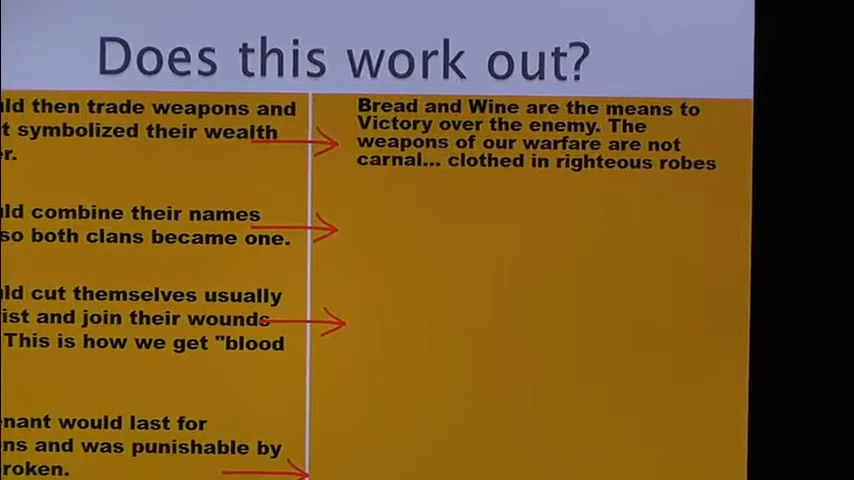 Does this work out?
ld then trade weapons and
t symbolized their wealth
r.
ld combine their names
so both clans became one.
ld cut themselves usually
ist and join their wounds
This is how we get "blood
nant would last for
ns and was punishable by
roken.
Bread and Wine are the means to
Victory over the enemy. The
weapons of our warfare are not
carnal... clothed in righteous robes